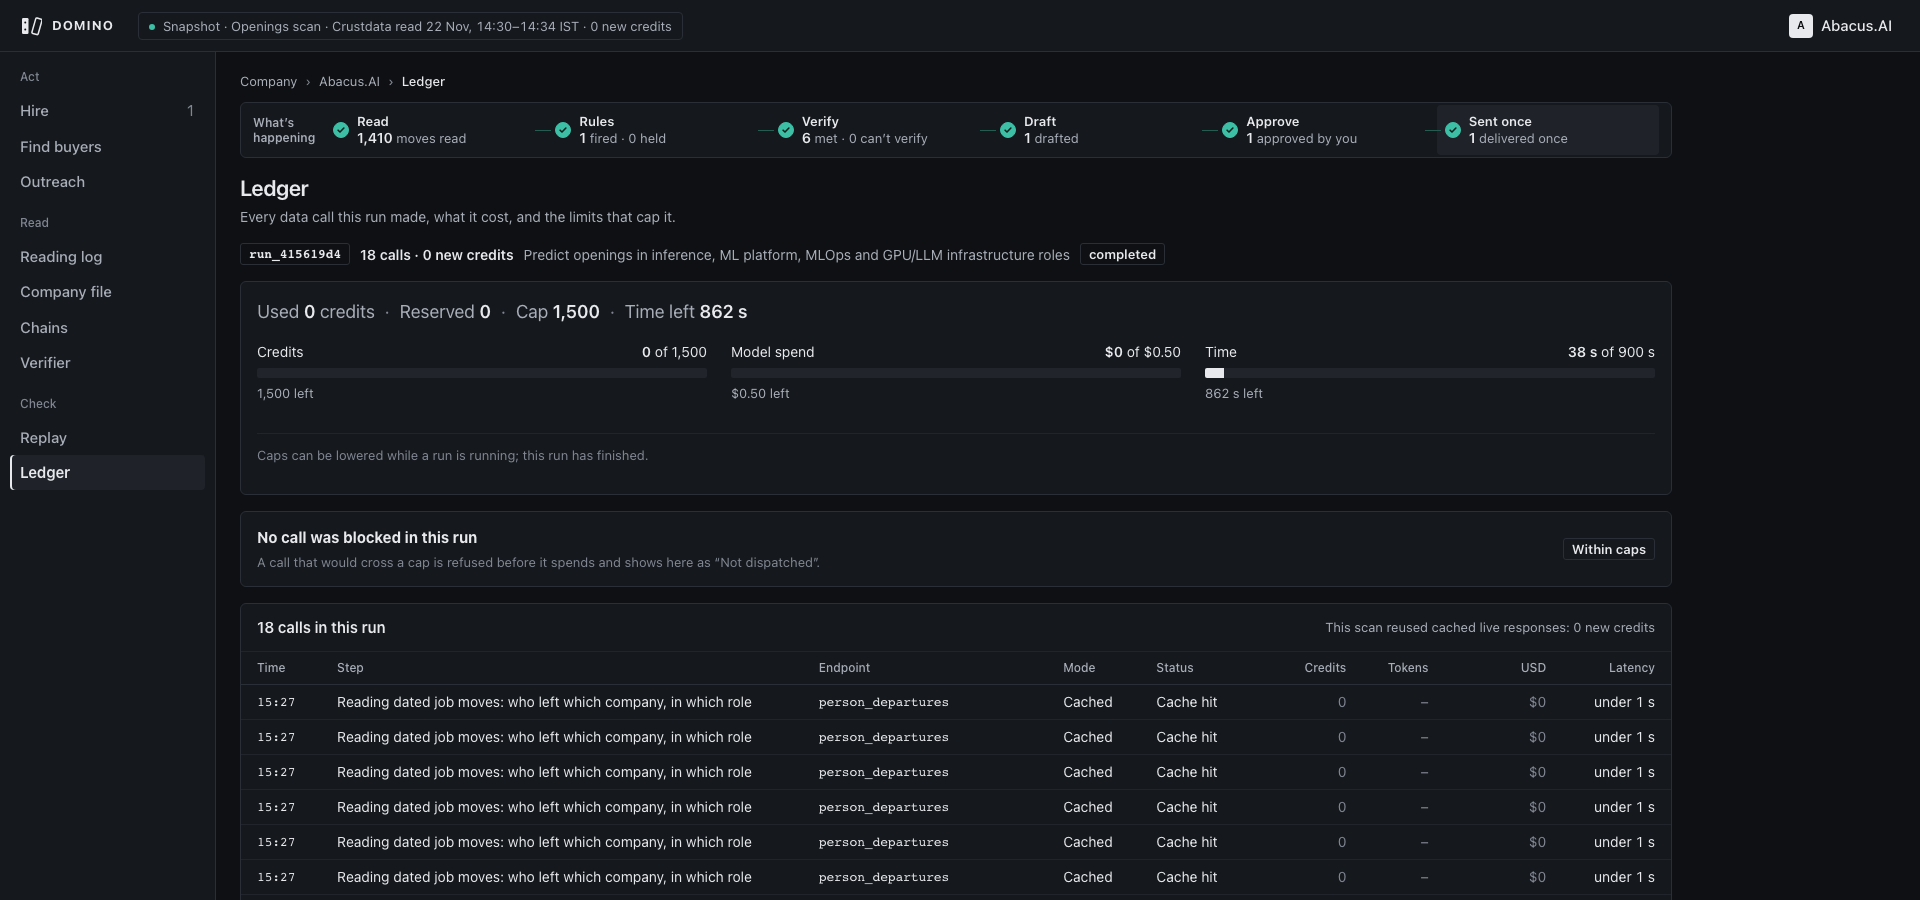 DOMINO
Snapshot · Openings scan · Crustdata read 22 Nov, 14:30–14:34 IST · 0 new credits
A
Abacus.AI
Act
Hire 1
Find buyers
Outreach
Read
Reading log
Company file
Chains
Verifier
Check
Replay
Ledger
Company › Abacus.AI › Ledger
What's happening
Read
1,410 moves read
Rules
1 fired · 0 held
Verify
6 met · 0 can't verify
Draft
1 drafted
Approve
1 approved by you
Sent once
1 delivered once
Ledger
Every data call this run made, what it cost, and the limits that cap it.
run_415619d4 18 calls · 0 new credits Predict openings in inference, ML platform, MLOps and GPU/LLM infrastructure roles completed
Used 0 credits · Reserved 0 · Cap 1,500 · Time left 862 s
Credits 0 of 1,500
1,500 left
Model spend $0 of $0.50
$0.50 left
Time 38 s of 900 s
862 s left
Caps can be lowered while a run is running; this run has finished.
No call was blocked in this run
A call that would cross a cap is refused before it spends and shows here as “Not dispatched”.
Within caps
18 calls in this run
This scan reused cached live responses: 0 new credits
Time Step Endpoint Mode Status Credits Tokens USD Latency
15:27 Reading dated job moves: who left which company, in which role person_departures Cached Cache hit 0 – $0 under 1 s
15:27 Reading dated job moves: who left which company, in which role person_departures Cached Cache hit 0 – $0 under 1 s
15:27 Reading dated job moves: who left which company, in which role person_departures Cached Cache hit 0 – $0 under 1 s
15:27 Reading dated job moves: who left which company, in which role person_departures Cached Cache hit 0 – $0 under 1 s
15:27 Reading dated job moves: who left which company, in which role person_departures Cached Cache hit 0 – $0 under 1 s
15:27 Reading dated job moves: who left which company, in which role person_departures Cached Cache hit 0 – $0 under 1 s